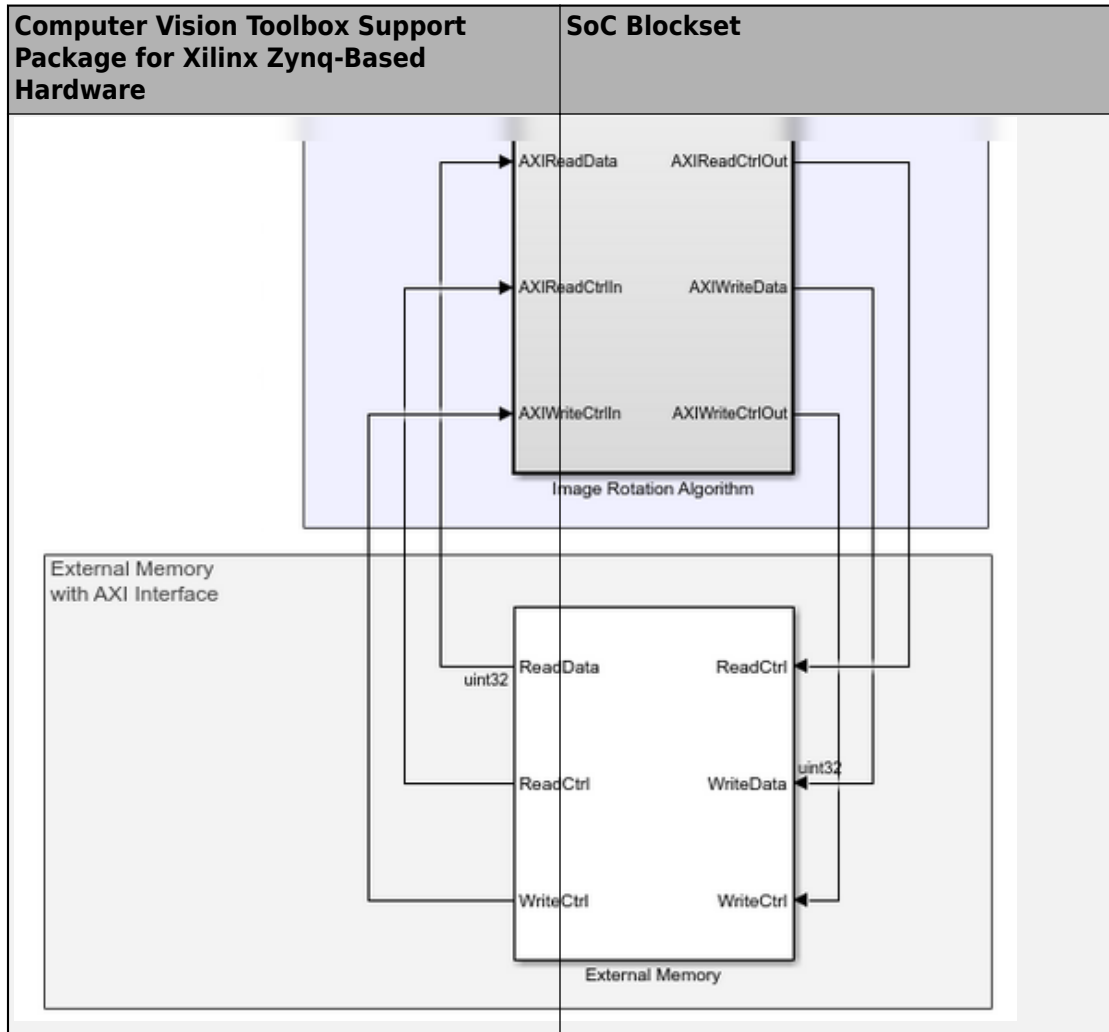 Computer Vision Toolbox Support
Package for Xilinx Zynq-Based
Hardware
SoC Blockset
AXIReadData
AXIReadCtrlOut
AXIReadCtrlIn
AXIWriteData
AXIWriteCtrlIn
AXIWriteCtrlOut
Image Rotation Algorithm
External Memory
with AXI Interface
ReadData
ReadCtrl
uint32
uint32
ReadCtrl
WriteData
WriteCtrl
WriteCtrl
External Memory